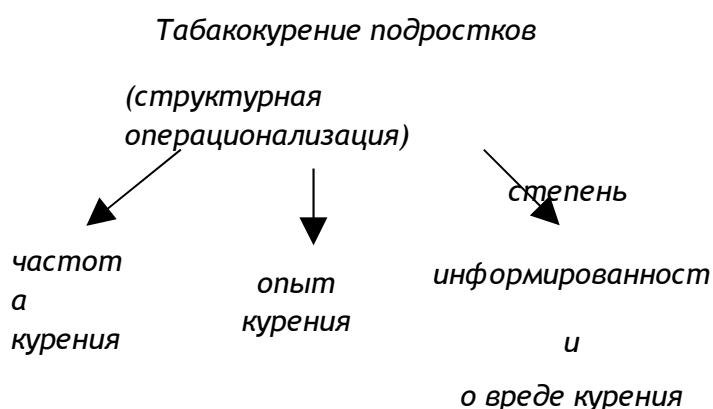 Табакокурение подростков
(структурная
операционализация)
частот
а
курения
опыт
курения
степень
информированност
и
о вреде курения